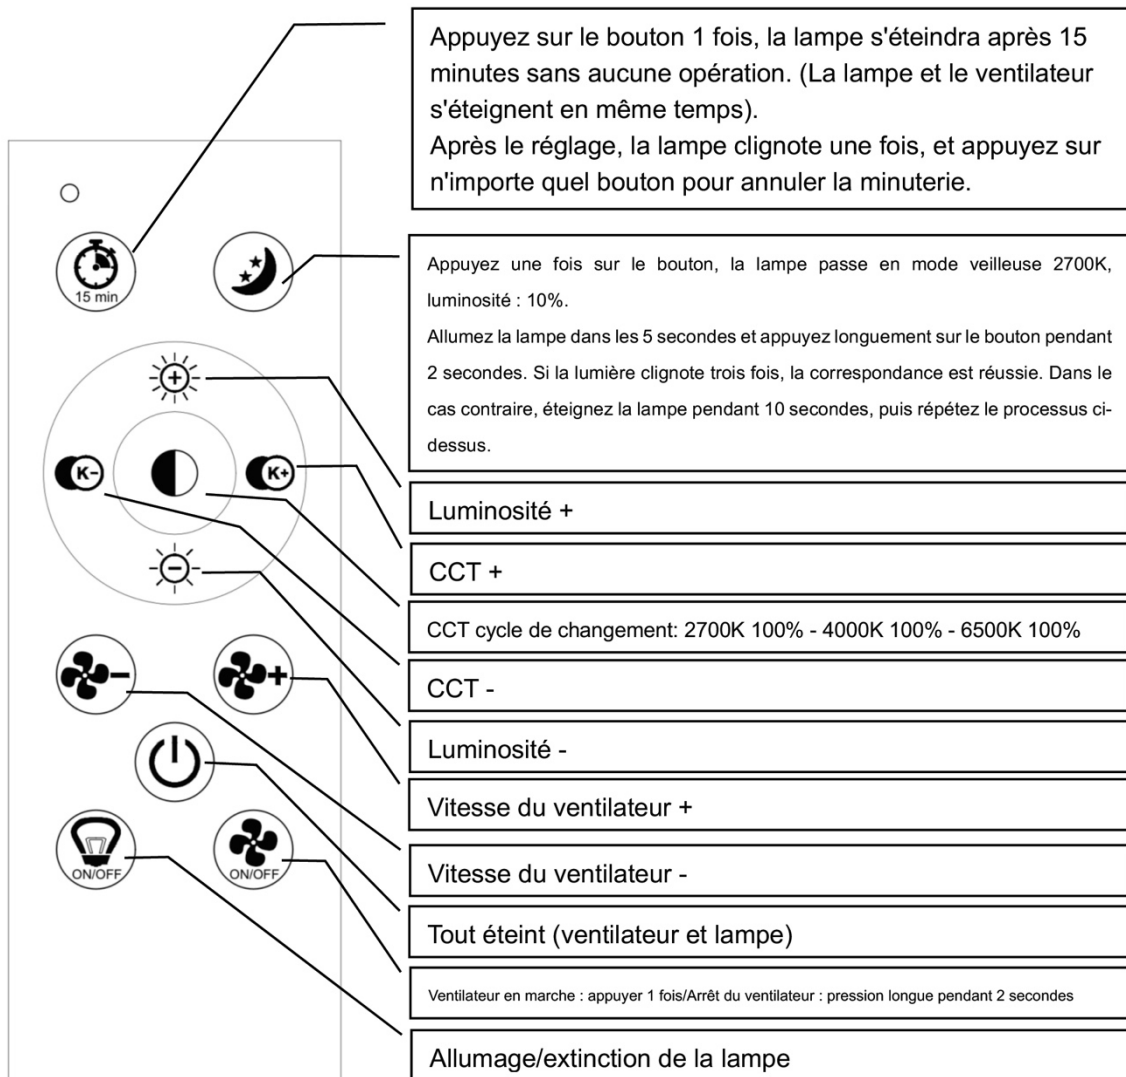 Appuyez sur le bouton 1 fois, la lampe s'éteindra après 15
minutes sans aucune opération. (La lampe et le ventilateur
s'éteignent en même temps).
Après le réglage, la lampe clignote une fois, et appuyez sur
n'importe quel bouton pour annuler la minuterie.
15 min
Appuyez une fois sur le bouton, la lampe passe en mode veilleuse 2700K,
luminosité : 10%.
Allumez la lampe dans les 5 secondes et appuyez longuement sur le bouton pendant
2 secondes. Si la lumière clignote trois fois, la correspondance est réussie. Dans le
cas contraire, éteignez la lampe pendant 10 secondes, puis répétez le processus ci-
dessus.
K-
K+
Luminosité +
CCT +
CCT cycle de changement: 2700K 100% - 4000K 100% - 6500K 100%
CCT -
Luminosité -
Vitesse du ventilateur +
Vitesse du ventilateur -
ON/OFF
ON/OFF
Tout éteint (ventilateur et lampe)
Ventilateur en marche : appuyer 1 fois/Arrêt du ventilateur : pression longue pendant 2 secondes
Allumage/extinction de la lampe